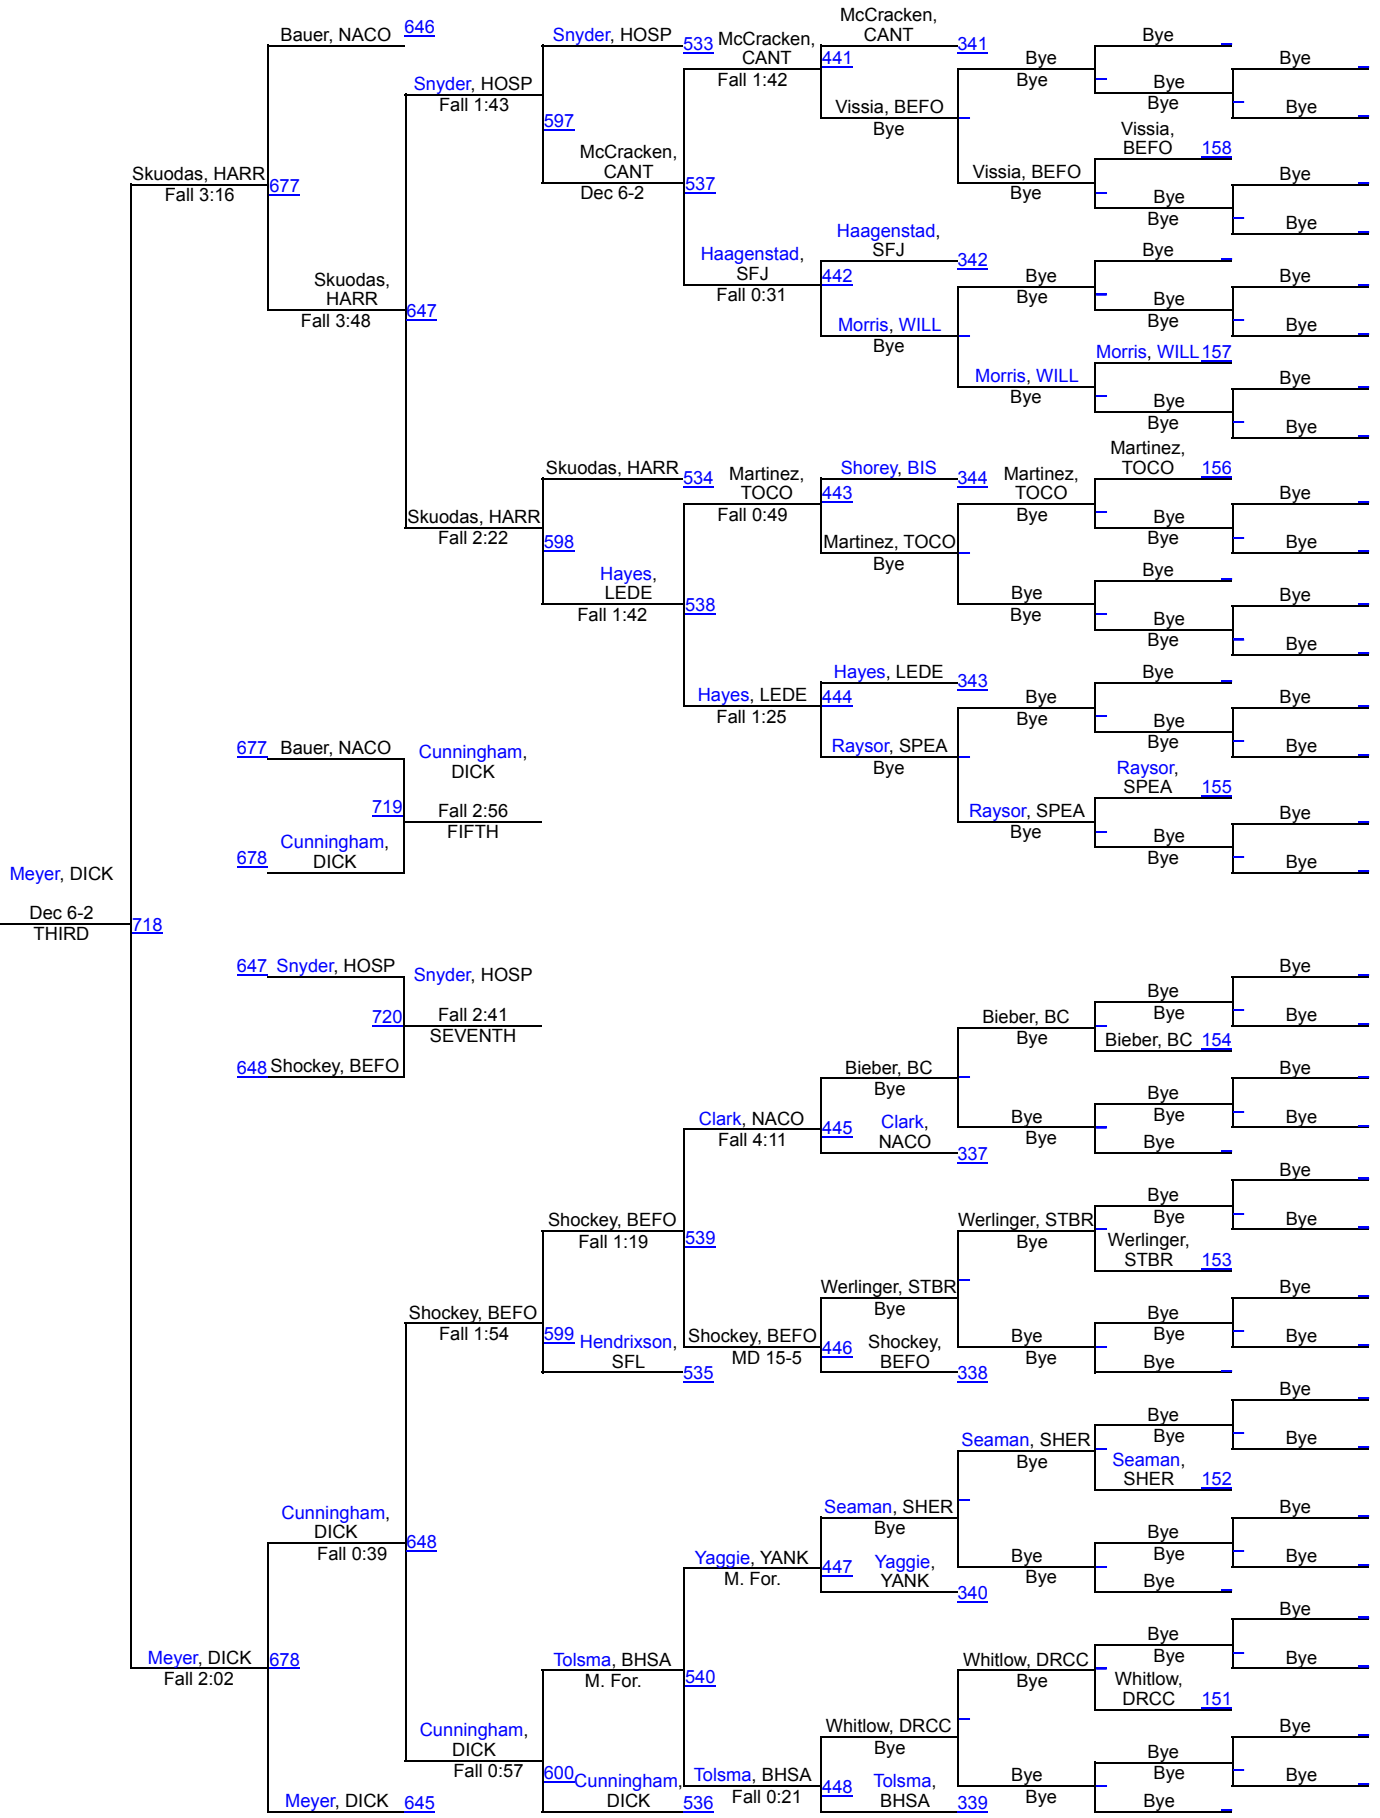 McCracken,
Bauer, NACO 646 Snyder, HOSP 533 McCracken, CANT 341 Bye
CANT 441 Bye Bye
Snyder, HOSP Fall 1:42 Bye Bye
Fall 1:43 Vissia, BEFO Bye Bye
597 Bye Vissia,
McCracken, BEFO 158
Skuodas, HARR CANT Vissia, BEFO Bye
Fall 3:16 677 Dec 6-2 537 Bye Bye
Haagenstad, Bye Bye
Haagenstad, SFJ 342 Bye
Skuodas, SFJ 442 Bye Bye
HARR Fall 0:31 Bye Bye
Fall 3:48 647 Morris, WILL Bye Bye
Bye Morris, WILL 157
Morris, WILL Bye
Bye Bye
Bye Bye
Martinez,
Skuodas, HARR 534 Martinez, Shorey, BIS 344 Martinez, TOCO 156
TOCO 443 TOCO Bye
Skuodas, HARR Fall 0:49 Bye Bye
Fall 2:22 598 Martinez, TOCO Bye Bye
Hayes, Bye Bye
LEDE Bye Bye
Fall 1:42 538 Bye Bye
Bye Bye
Hayes, LEDE 343 Bye
Hayes, LEDE 444 Bye Bye
Fall 1:25 Bye Bye
677 Bauer, NACO Cunningham, Raysor, SPEA Bye Bye
DICK Bye Raysor,
SPEA 155
719 Fall 2:56 Raysor, SPEA Bye
FIFTH Bye Bye
Cunningham, Bye Bye
678 DICK
Meyer, DICK
Dec 6-2 718
THIRD
647 Snyder, HOSP Snyder, HOSP Bye
Bye
720 Fall 2:41 Bieber, BC Bye Bye
SEVENTH Bye Bieber, BC 154
648 Shockey, BEFO Bieber, BC Bye
Bye Bye
Clark, NACO 445 Clark, Bye Bye Bye
Fall 4:11 NACO Bye Bye
337
Bye
Bye
Shockey, BEFO Werlinger, STBR Bye Bye
Fall 1:19 539 Bye Werlinger,
STBR 153
Werlinger, STBR Bye
Shockey, BEFO Bye Bye
Fall 1:54 599 Hendrixson, Shockey, BEFO 446 Shockey, Bye Bye Bye
SFL MD 15-5 BEFO Bye Bye
535 338
Bye
Bye
Seaman, SHER Bye Bye
Bye Seaman,
SHER 152
Cunningham, Seaman, SHER Bye
DICK 648 Bye Bye
Fall 0:39 Yaggie, YANK 447 Yaggie, Bye Bye Bye
M. For. YANK Bye Bye
340
Bye
Bye
Meyer, DICK 678 Tolsma, BHSA Whitlow, DRCC Bye Bye
Fall 2:02 M. For. 540 Bye Whitlow,
DRCC 151
Cunningham, Whitlow, DRCC Bye
DICK Bye Bye
Fall 0:57 600 Cunningham, Tolsma, BHSA 448 Tolsma, Bye Bye Bye
Meyer, DICK 645 DICK 536 Fall 0:21 BHSA 339 Bye Bye